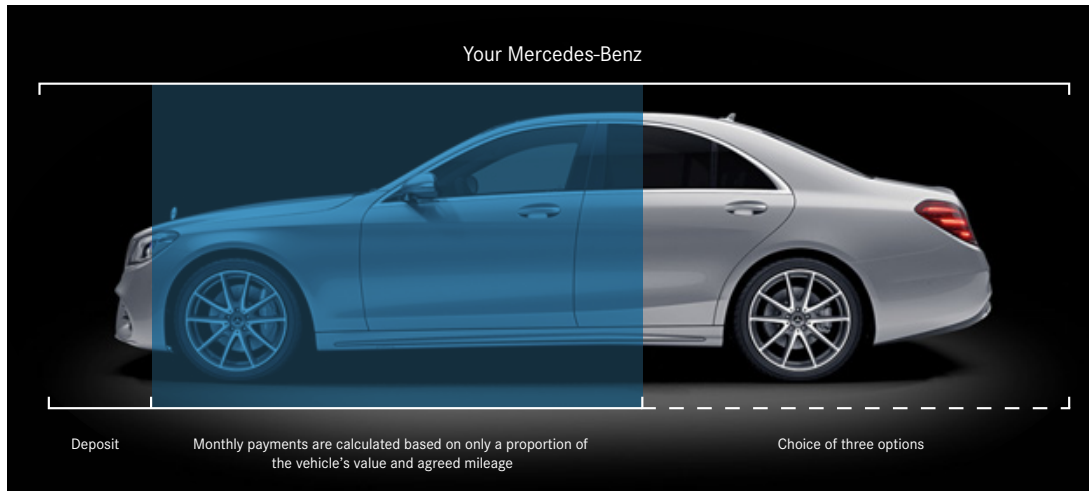 Your Mercedes-Benz
Deposit
Monthly payments are calculated based on only a proportion of
the vehicle's value and agreed mileage
Choice of three options